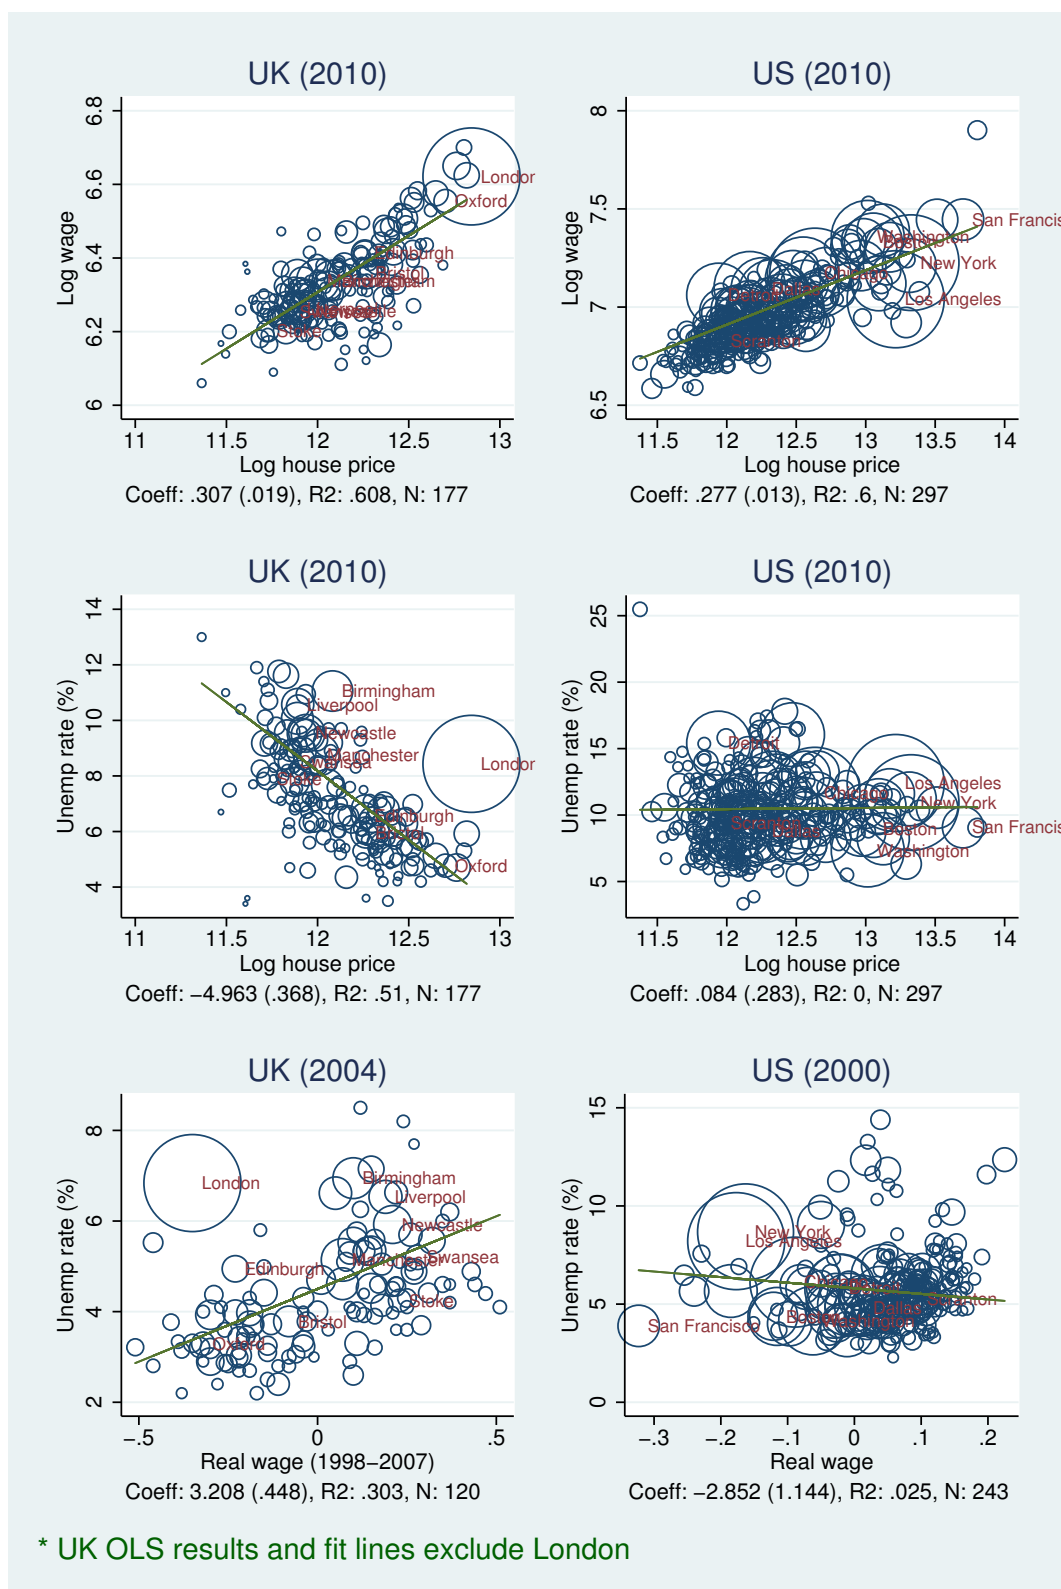 UK (2010)
US (2010)
Log wage
6 6.2 6.4 6.6 6.8
London
Oxford
Edinburgh
Bristol
Stoke
11 11.5 12 12.5 13
Log house price
Coeff: .307 (.019), R2: .608, N: 177
Log wage
6.5 7 7.5 8
San Francis
Washington
New York
Chicago
Los Angeles
Detroit
Dallas
Scranton
11.5 12 12.5 13 13.5 14
Log house price
Coeff: .277 (.013), R2: .6, N: 297
UK (2010)
US (2010)
Unemp rate (%)
4 6 8 10 12 14
Birmingham
Liverpool
Newcastle
Manchester
Swansea
London
Stoke
Edinburgh
Bristol
Oxford
11 11.5 12 12.5 13
Log house price
Coeff: −4.963 (.368), R2: .51, N: 177
Unemp rate (%)
5 10 15 20 25
Detroit
Los Angeles
Chicago
New York
Scranton
Dallas
Boston
San Francis
Washington
11.5 12 12.5 13 13.5 14
Log house price
Coeff: .084 (.283), R2: 0, N: 297
UK (2004)
US (2000)
Unemp rate (%)
2 4 6 8
London
Birmingham
Liverpool
Newcastle
Manchester
Swansea
Edinburgh
Stoke
Bristol
Oxford
−.5 0 .5
Real wage (1998−2007)
Coeff: 3.208 (.448), R2: .303, N: 120
Unemp rate (%)
0 5 10 15
New York
Los Angeles
Chicago
Detroit
Scranton
Dallas
Boston
Washington
San Francisco
−.3 −.2 −.1 0 .1 .2
Real wage
Coeff: −2.852 (1.144), R2: .025, N: 243
* UK OLS results and fit lines exclude London